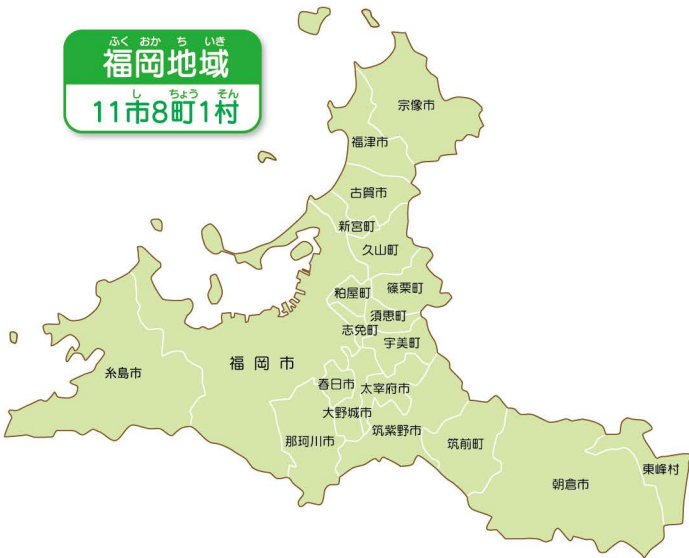 ふくおかちいき
福岡地域
しちょうそん
11市8町1村
宗像市
福津市
古賀市
新宮町
久山町
粕屋町
篠栗町
須恵町
志免町
宇美町
糸島市
福岡市
春日市
太宰府市
大野城市
筑紫野市
那珂川市
筑前町
朝倉市
東峰村